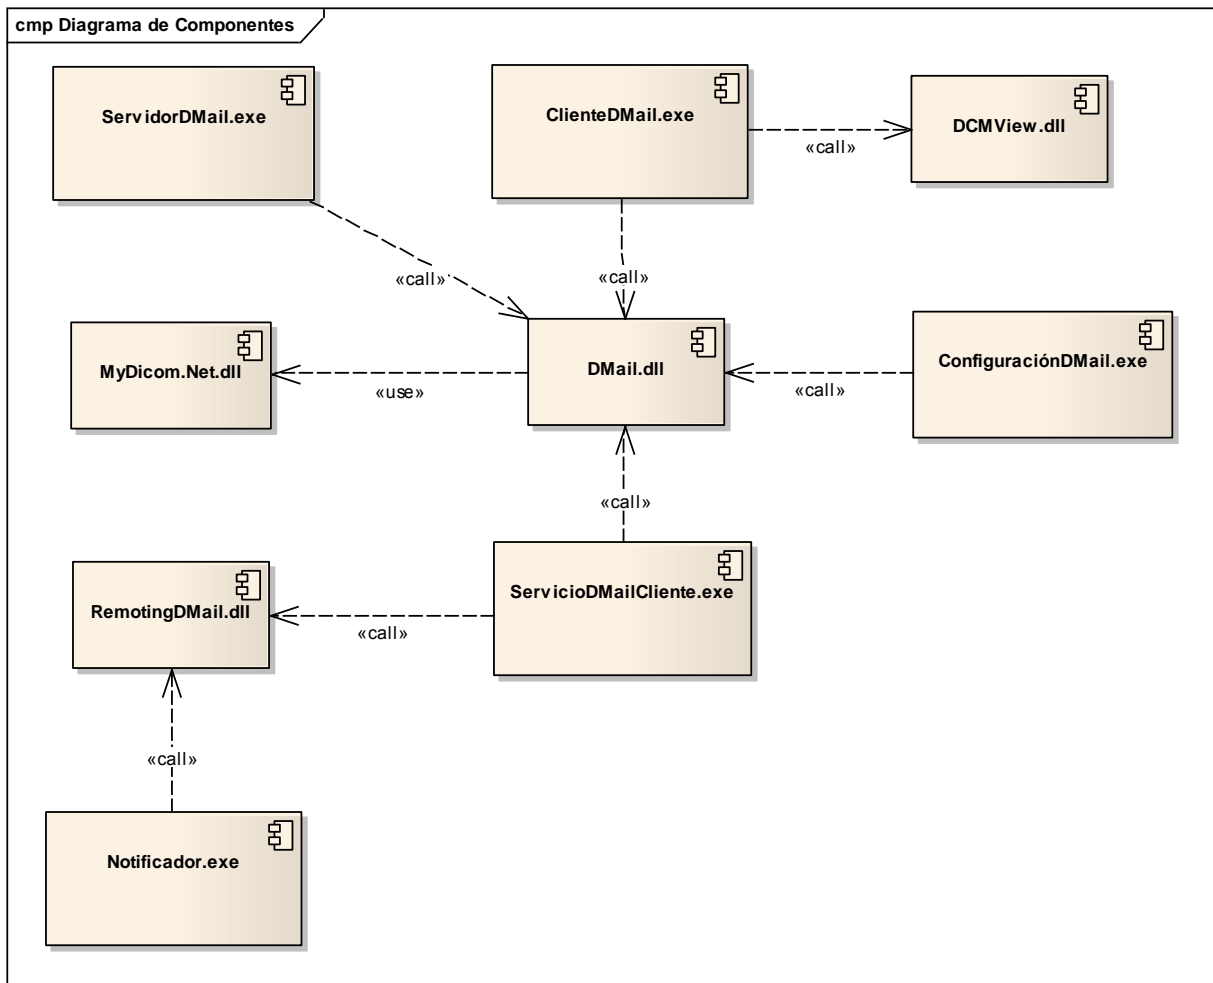 cmp Diagrama de Componentes
ServidorDMail.exe
ClienteDMail.exe
DCMView.dll
«call»
«call»
«call»
MyDicom.Net.dll
DMail.dll
ConfiguraciónDMail.exe
«use»
«call»
«call»
RemotingDMail.dll
ServicioDMailCliente.exe
«call»
«call»
Notificador.exe